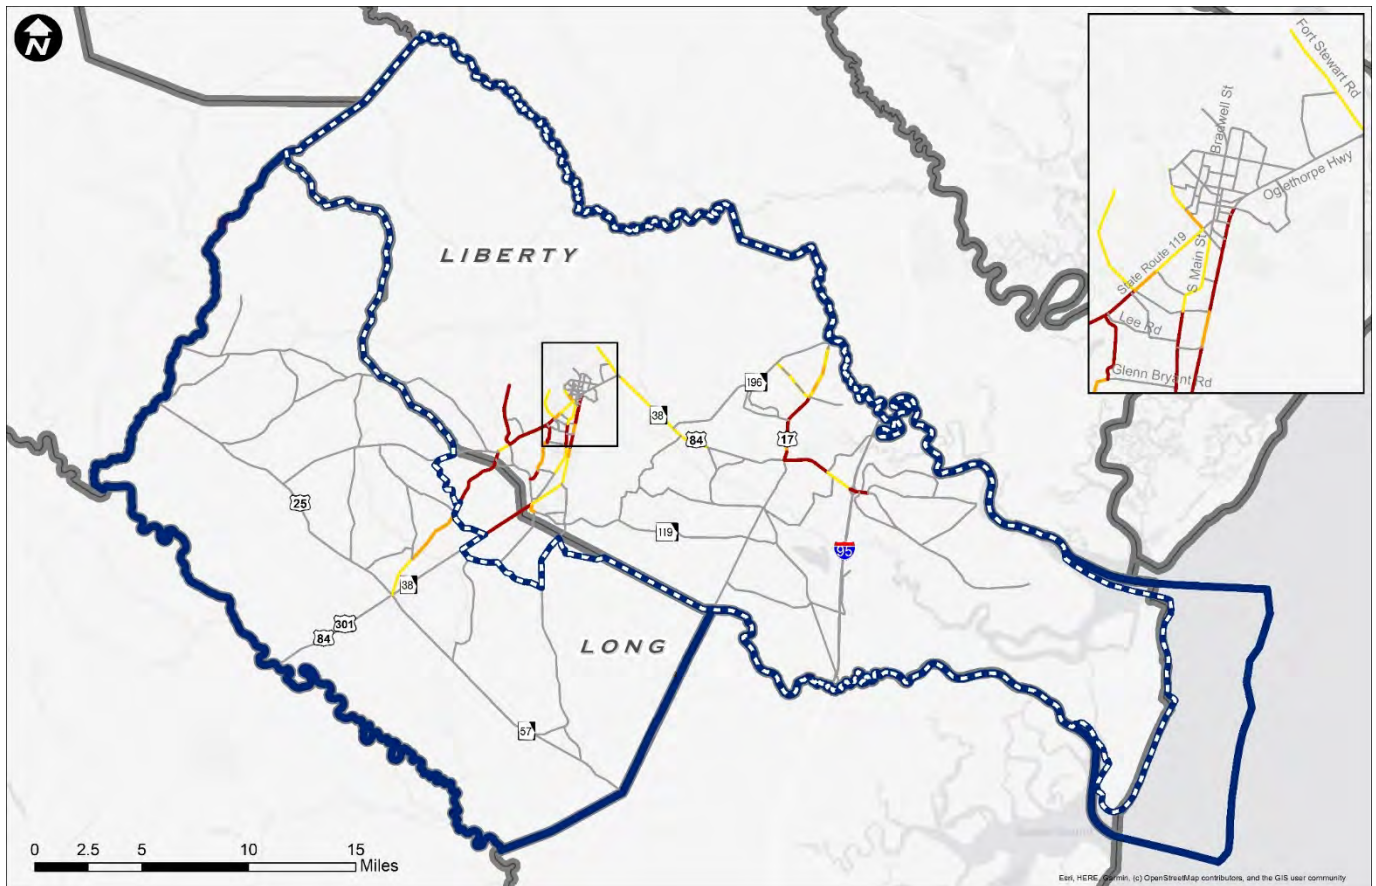 N
Fort Stewart Rd
Bradwell St
Oglethorpe Hwy
State Route 119
S Main St
Lee Rd
Glenn Bryant Rd
LIBERTY
196
38
84
17
25
119
95
38
301
84
LONG
57
0 2.5 5 10 15
Miles
Esri, HERE, Garmin, (c) OpenStreetMap contributors, and the GIS user community